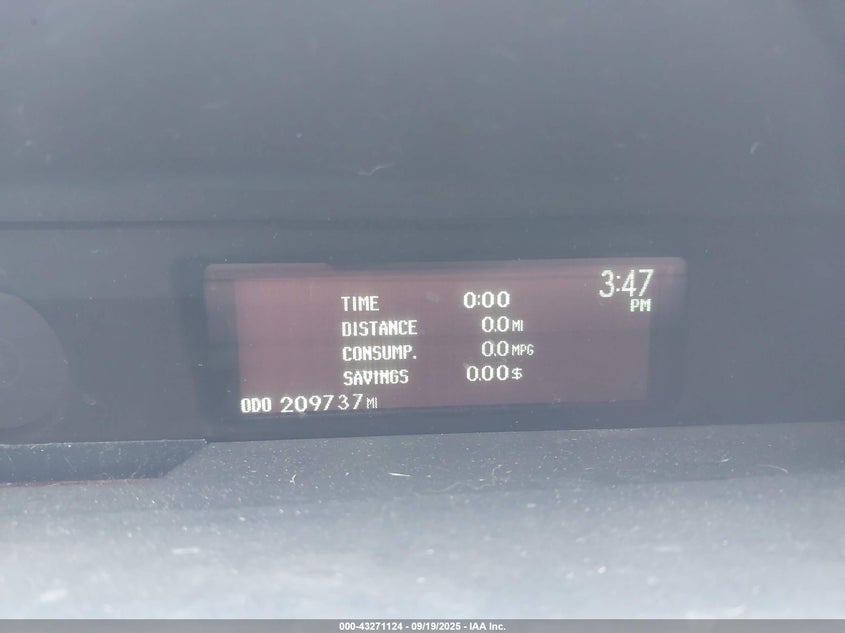 3:47
PM
TIME 0:00
DISTANCE 0.0 MI
CONSUMP. 0.0 MPG
SAVINGS 0.00 $
ODO 209737 MI
000-43271124 - 09/19/2025 - IAA Inc.